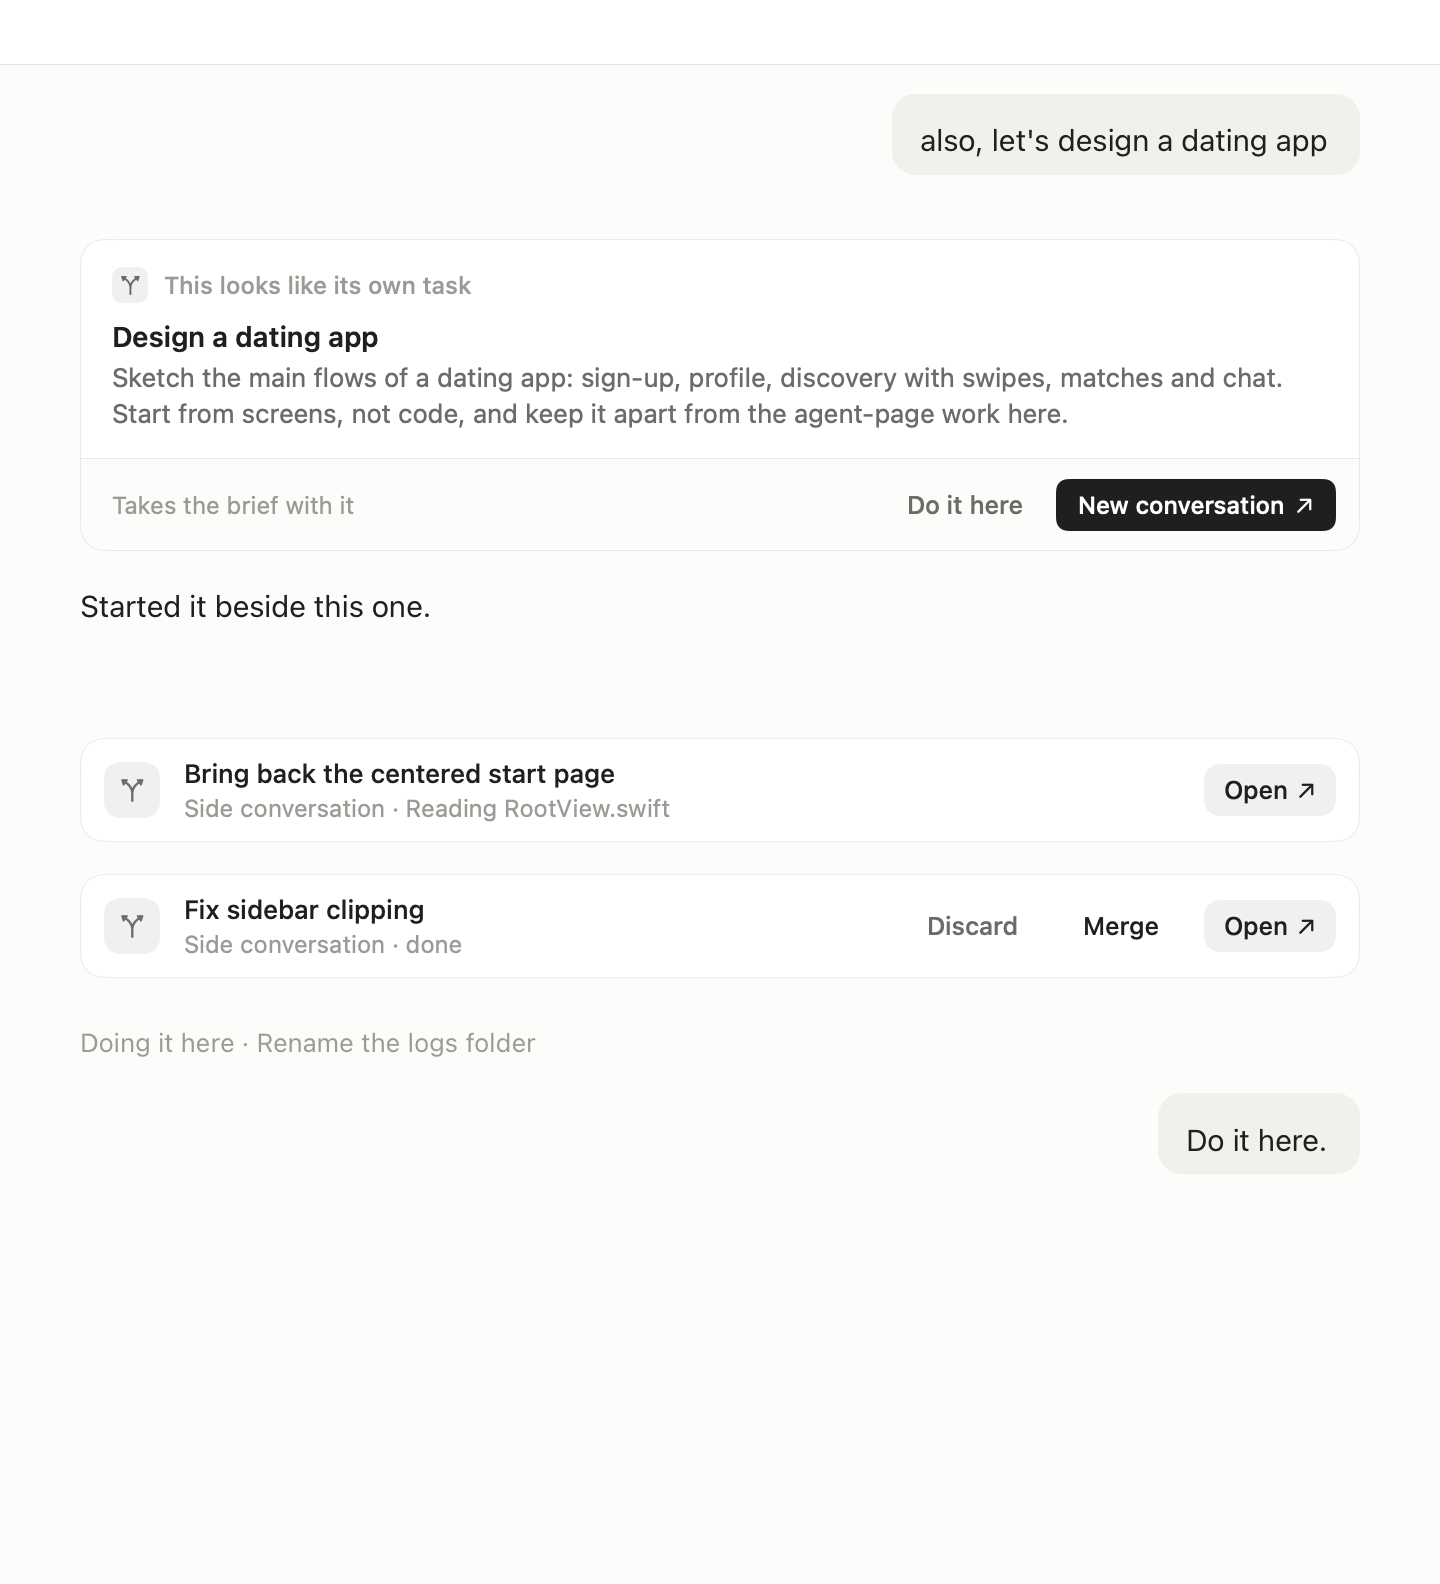 also, let's design a dating app
This looks like its own task
Design a dating app
Sketch the main flows of a dating app: sign-up, profile, discovery with swipes, matches and chat.
Start from screens, not code, and keep it apart from the agent-page work here.
Takes the brief with it
Do it here
New conversation
Started it beside this one.
Bring back the centered start page
Side conversation · Reading RootView.swift
Open
Fix sidebar clipping
Side conversation · done
Discard
Merge
Open
Doing it here · Rename the logs folder
Do it here.